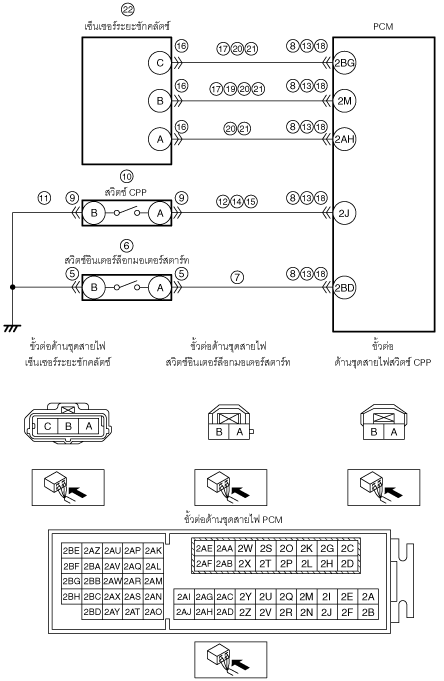 22
เซ็นเซอร์ระยะชักคลัตช์
PCM
C 16 17 20 21 8 13 18 2BG
B 16 17 19 20 21 8 13 18 2M
A 16 20 21 8 13 18 2AH
10
สวิตช์ CPP
11 9 B A 9 12 14 15 8 13 18 2J
6
สวิตช์อินเตอร์ล็อกมอเตอร์สตาร์ท
5 B A 5 7 8 13 18 2BD
ขั้วต่อด้านชุดสายไฟ
เซ็นเซอร์ระยะชักคลัตช์
ขั้วต่อด้านชุดสายไฟ
สวิตช์อินเตอร์ล็อกมอเตอร์สตาร์ท
ขั้วต่อ
ด้านชุดสายไฟสวิตช์ CPP
C B A
B A
B A
ขั้วต่อด้านชุดสายไฟ PCM
2BE 2AZ 2AU 2AP 2AK
2BF 2BA 2AV 2AQ 2AL
2BG 2BB 2AW 2AR 2AM
2BH 2BC 2AX 2AS 2AN
2BD 2AY 2AT 2AO
2AE 2AA 2W 2S 2O 2K 2G 2C
2AF 2AB 2X 2T 2P 2L 2H 2D
2AI 2AG 2AC 2Y 2U 2Q 2M 2I 2E 2A
2AJ 2AH 2AD 2Z 2V 2R 2N 2J 2F 2B